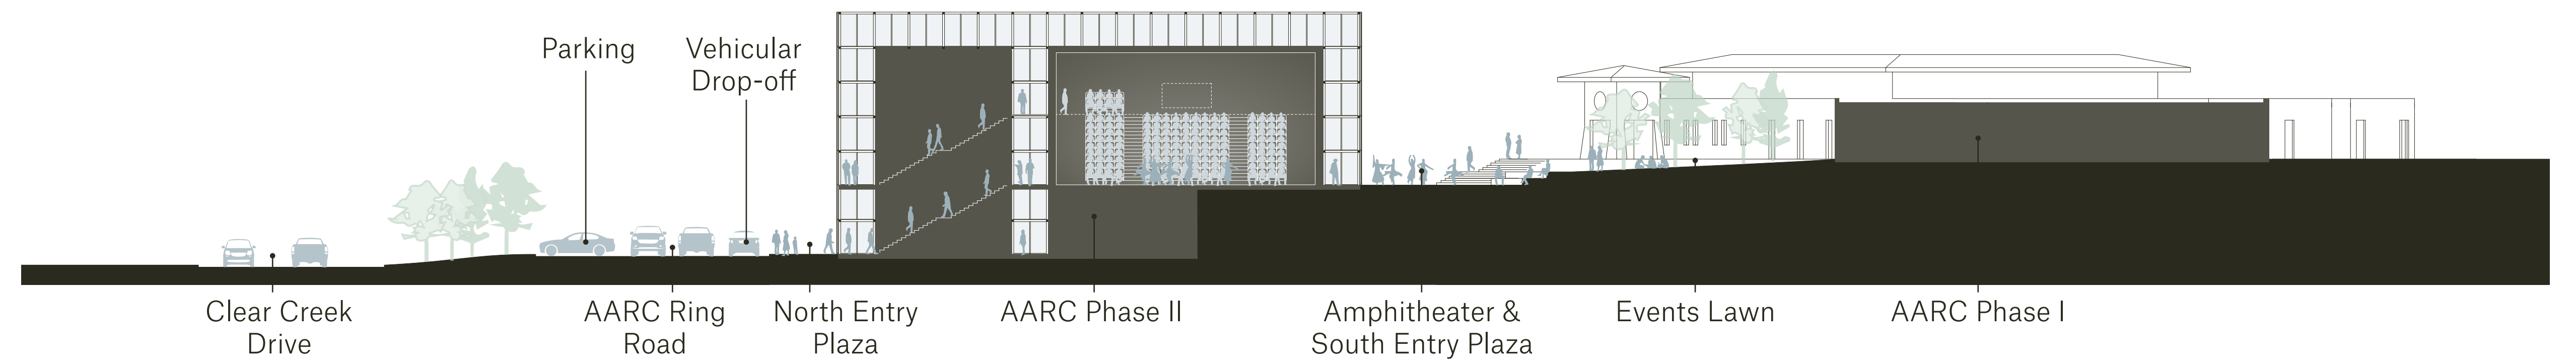 Parking
Vehicular
Drop-off
Clear Creek
Drive
AARC Ring
Road
North Entry
Plaza
AARC Phase II
Amphitheater &
South Entry Plaza
Events Lawn
AARC Phase I